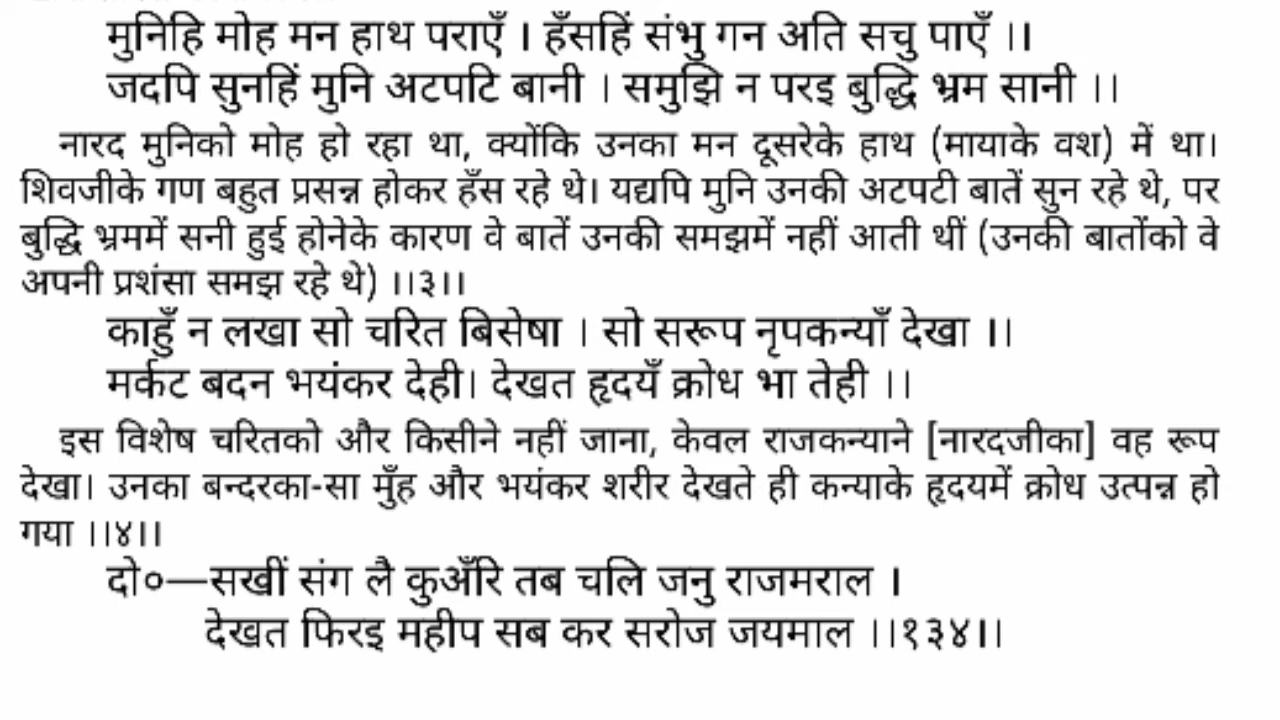 मुनिहि मोह मन हाथ पराएँ । हँसहिं संभु गन अति सचु पाएँ ।।
जदपि सुनहिं मुनि अटपटि बानी । समुझि न परइ बुद्धि भ्रम सानी ।।
नारद मुनिको मोह हो रहा था, क्योंकि उनका मन दूसरेके हाथ (मायाके वश) में था।
शिवजीके गण बहुत प्रसन्न होकर हँस रहे थे। यद्यपि मुनि उनकी अटपटी बातें सुन रहे थे, पर
बुद्धि भ्रममें सनी हुई होनेके कारण वे बातें उनकी समझमें नहीं आती थीं (उनकी बातोंको वे
अपनी प्रशंसा समझ रहे थे) ।।३।।
काहुँ न लखा सो चरित बिसेषा । सो सरूप नृपकन्याँ देखा ।।
मर्कट बदन भयंकर देही। देखत हृदयँ क्रोध भा तेही ।।
इस विशेष चरितको और किसीने नहीं जाना, केवल राजकन्याने [नारदजीका] वह रूप
देखा। उनका बन्दरका-सा मुँह और भयंकर शरीर देखते ही कन्याके हृदयमें क्रोध उत्पन्न हो
गया ।।४।।
दो०—सखीं संग लै कुअँरि तब चलि जनु राजमराल ।
देखत फिरइ महीप सब कर सरोज जयमाल ।।१३४।।